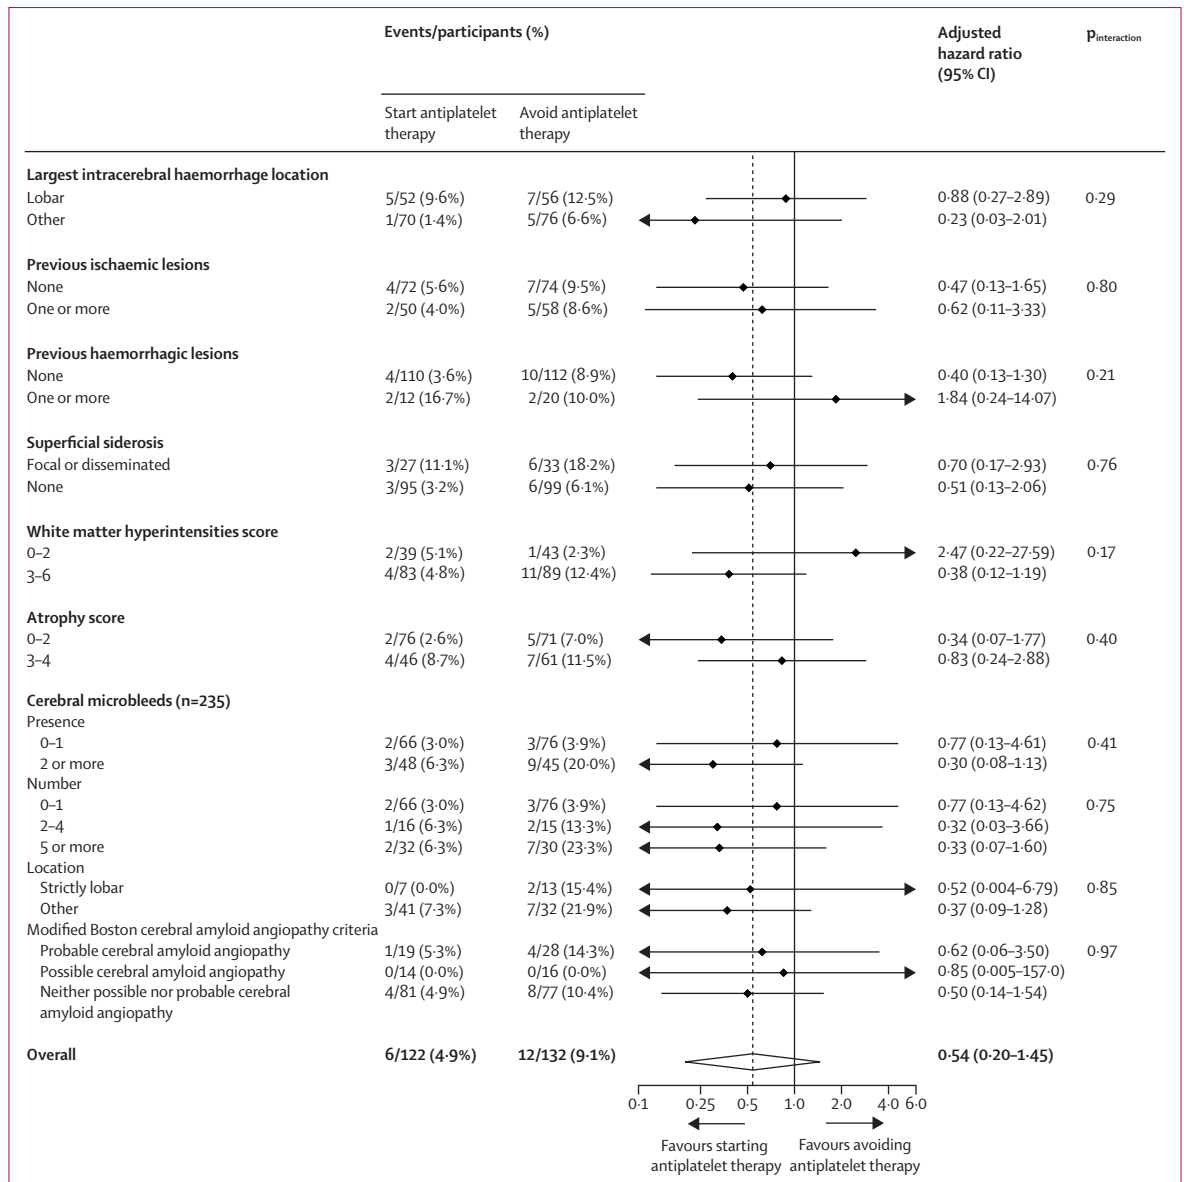 Events/participants (%) Adjusted hazard ratio (95% CI) pinteraction
Start antiplatelet therapy Avoid antiplatelet therapy
Largest intracerebral haemorrhage location
Lobar 5/52 (9·6%) 7/56 (12·5%) 0·88 (0·27–2·89) 0·29
Other 1/70 (1·4%) 5/76 (6·6%) 0·23 (0·03–2·01)
Previous ischaemic lesions
None 4/72 (5·6%) 7/74 (9·5%) 0·47 (0·13–1·65) 0·80
One or more 2/50 (4·0%) 5/58 (8·6%) 0·62 (0·11–3·33)
Previous haemorrhagic lesions
None 4/110 (3·6%) 10/112 (8·9%) 0·40 (0·13–1·30) 0·21
One or more 2/12 (16·7%) 2/20 (10·0%) 1·84 (0·24–14·07)
Superficial siderosis
Focal or disseminated 3/27 (11·1%) 6/33 (18·2%) 0·70 (0·17–2·93) 0·76
None 3/95 (3·2%) 6/99 (6·1%) 0·51 (0·13–2·06)
White matter hyperintensities score
0–2 2/39 (5·1%) 1/43 (2·3%) 2·47 (0·22–27·59) 0·17
3–6 4/83 (4·8%) 11/89 (12·4%) 0·38 (0·12–1·19)
Atrophy score
0–2 2/76 (2·6%) 5/71 (7·0%) 0·34 (0·07–1·77) 0·40
3–4 4/46 (8·7%) 7/61 (11·5%) 0·83 (0·24–2·88)
Cerebral microbleeds (n=235)
Presence
0–1 2/66 (3·0%) 3/76 (3·9%) 0·77 (0·13–4·61) 0·41
2 or more 3/48 (6·3%) 9/45 (20·0%) 0·30 (0·08–1·13)
Number
0–1 2/66 (3·0%) 3/76 (3·9%) 0·77 (0·13–4·62) 0·75
2–4 1/16 (6·3%) 2/15 (13·3%) 0·32 (0·03–3·66)
5 or more 2/32 (6·3%) 7/30 (23·3%) 0·33 (0·07–1·60)
Location
Strictly lobar 0/7 (0·0%) 2/13 (15·4%) 0·52 (0·004–6·79) 0·85
Other 3/41 (7·3%) 7/32 (21·9%) 0·37 (0·09–1·28)
Modified Boston cerebral amyloid angiopathy criteria
Probable cerebral amyloid angiopathy 1/19 (5·3%) 4/28 (14·3%) 0·62 (0·06–3·50) 0·97
Possible cerebral amyloid angiopathy 0/14 (0·0%) 0/16 (0·0%) 0·85 (0·005–157·0)
Neither possible nor probable cerebral 4/81 (4·9%) 8/77 (10·4%) 0·50 (0·14–1·54)
amyloid angiopathy
Overall 6/122 (4·9%) 12/132 (9·1%) 0·54 (0·20–1·45)
0·1 0·25 0·5 1·0 2·0 4·0 6·0
Favours starting antiplatelet therapy Favours avoiding antiplatelet therapy